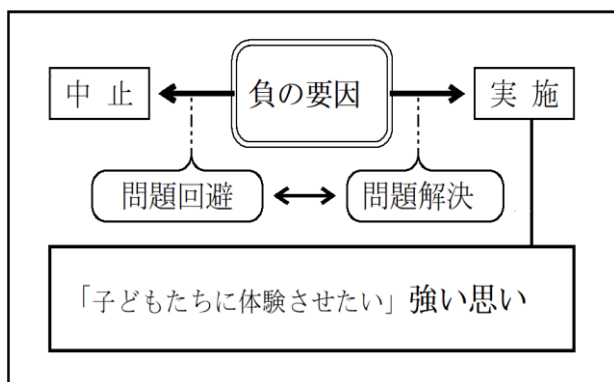 中 止
負の要因
実 施
問題回避
問題解決
「子どもたちに体験させたい」強い思い